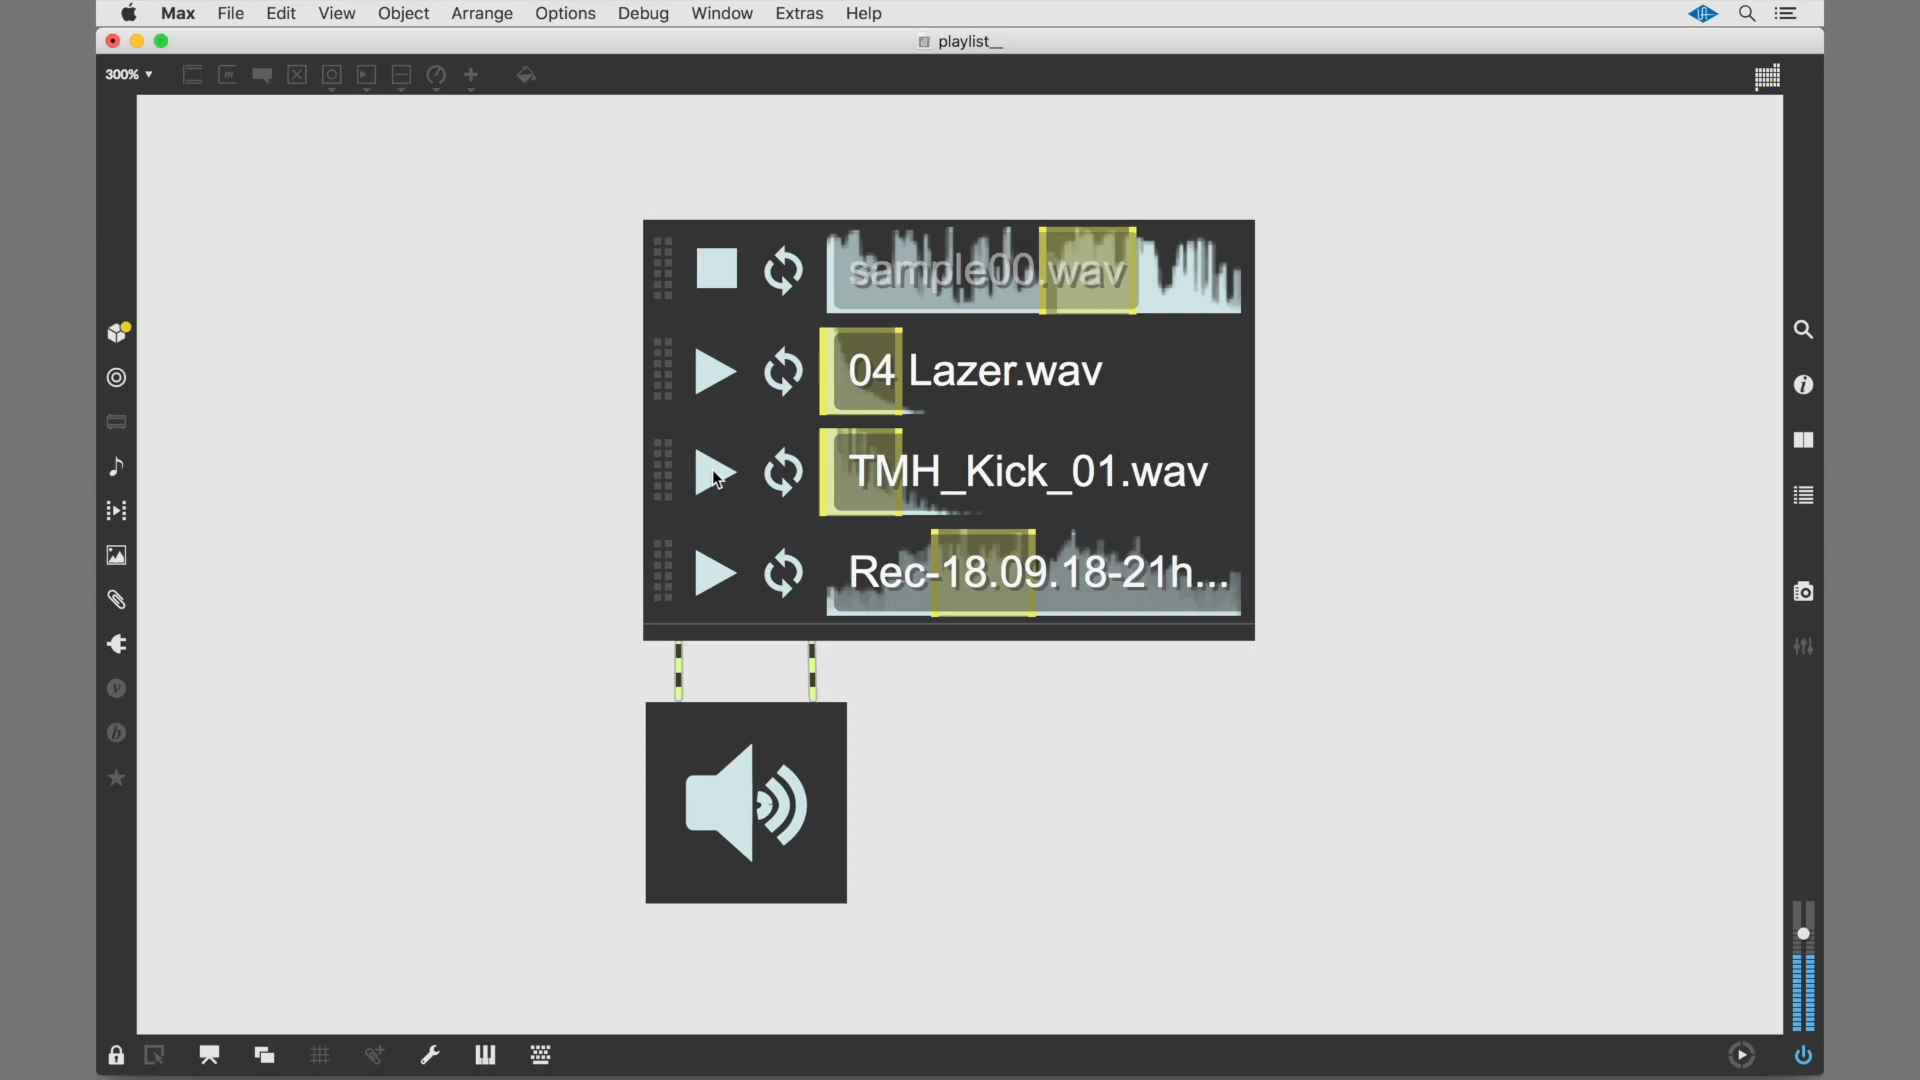 Max File Edit View Object Arrange Options Debug Window Extras Help
playlist__
300%
sample00.wav
04 Lazer.wav
TMH_Kick_01.wav
Rec-18.09.18-21h...